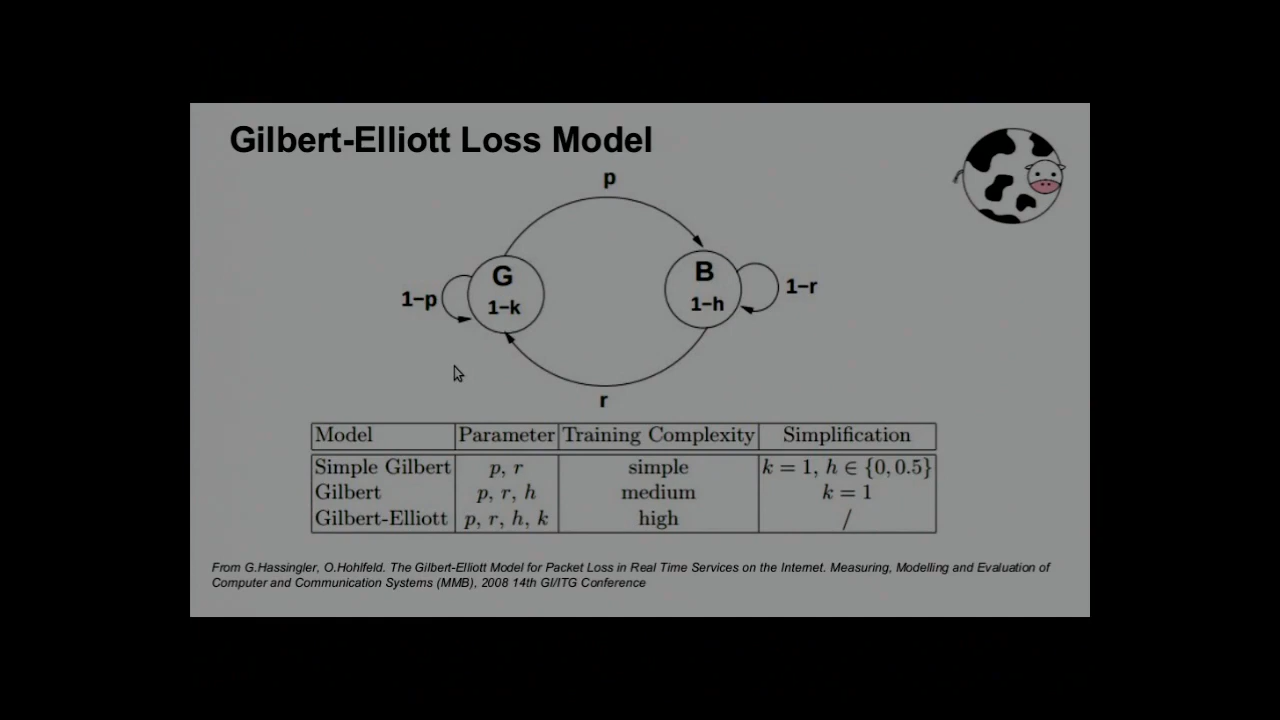 Gilbert-Elliott Loss Model
p
G
B
1−p
1−k
1−h
1−r
r
Model Parameter Training Complexity Simplification
Simple Gilbert p, r simple k = 1, h ∈ {0, 0.5}
Gilbert p, r, h medium k = 1
Gilbert-Elliott p, r, h, k high /
From G.Hassingler, O.Hohlfeld. The Gilbert-Elliott Model for Packet Loss in Real Time Services on the Internet. Measuring, Modelling and Evaluation of
Computer and Communication Systems (MMB), 2008 14th GI/ITG Conference